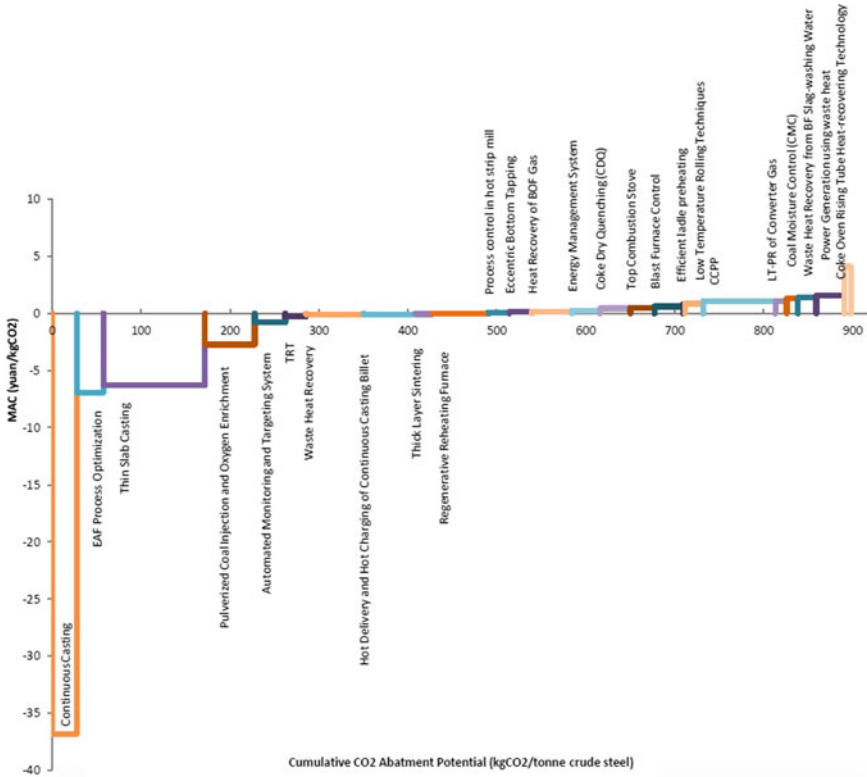 Process control in hot strip mill
Eccentric Bottom Tapping
Heat Recovery of BOF Gas
Energy Management System
Coke Dry Quenching (CDQ)
Top Combustion Stove
Blast Furnace Control
Efficient ladle preheating
Low Temperature Rolling Techniques
CCPP
LT-PR of Converter Gas
Coal Moisture Control (CMC)
Waste Heat Recovery from BF Slag-washing Water
Power Generation using waste heat
Coke Oven Rising Tube Heat-recovering Technology
10
5
0
-5
-10
-15
-20
-25
-30
-35
-40
MAC (yuan/kgCO2)
0 100 200 300 400 500 600 700 800 900
Continuous Casting
EAF Process Optimization
Thin Slab Casting
Pulverized Coal Injection and Oxygen Enrichment
Automated Monitoring and Targeting System
TRT
Waste Heat Recovery
Hot Delivery and Hot Charging of Continuous Casting Billet
Thick Layer Sintering
Regenerative Reheating Furnace
Cumulative CO2 Abatment Potential (kgCO2/tonne crude steel)